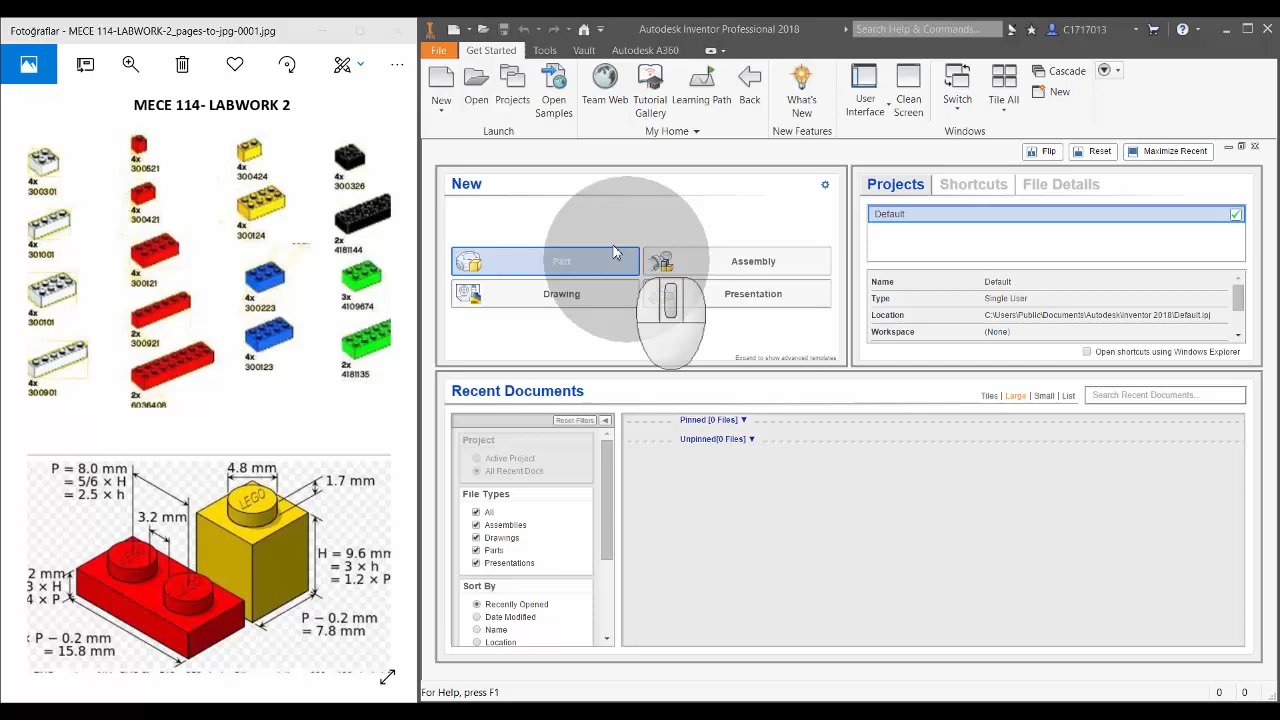 Fotoğraflar - MECE 114-LABWORK-2_pages-to-jpg-0001.jpg
MECE 114- LABWORK 2
4x
300301
4x
301001
4x
300101
4x
300901
4x
300521
4x
300421
4x
300121
2x
300921
2x
6036408
4x
300424
4x
300124
4x
300223
4x
300123
4x
300326
2x
4181144
3x
4109674
2x
4181135
P = 8.0 mm
= 5/6 × H
= 2.5 × h
4.8 mm
1.7 mm
3.2 mm
LEGO
H = 9.6 mm
= 3 × h
= 1.2 × P
2 mm
3 × H
4 × P
P − 0.2 mm
= 7.8 mm
× P − 0.2 mm
= 15.8 mm
PRO
Autodesk Inventor Professional 2018
Search Help & Commands...
C1717013
File
Get Started
Tools
Vault
Autodesk A360
New
Open
Projects
Open
Samples
Launch
Team Web
Tutorial
Gallery
Learning Path
Back
My Home
What's
New
New Features
User
Interface
Clean
Screen
Switch
Tile All
Cascade
New
Windows
Flip
Reset
Maximize Recent
New
Part
Assembly
Drawing
Presentation
Expand to show advanced templates
Projects
Shortcuts
File Details
Default
Name Default
Type Single User
Location C:\Users\Public\Documents\Autodesk\Inventor 2018\Default.ipj
Workspace (None)
Open shortcuts using Windows Explorer
Recent Documents
Tiles | Large | Small | List
Search Recent Documents...
Reset Filters
Project
Active Project
All Recent Docs
File Types
All
Assemblies
Drawings
Parts
Presentations
Sort By
Recently Opened
Date Modified
Name
Location
Pinned [0 Files]
Unpinned[0 Files]
For Help, press F1
0 0